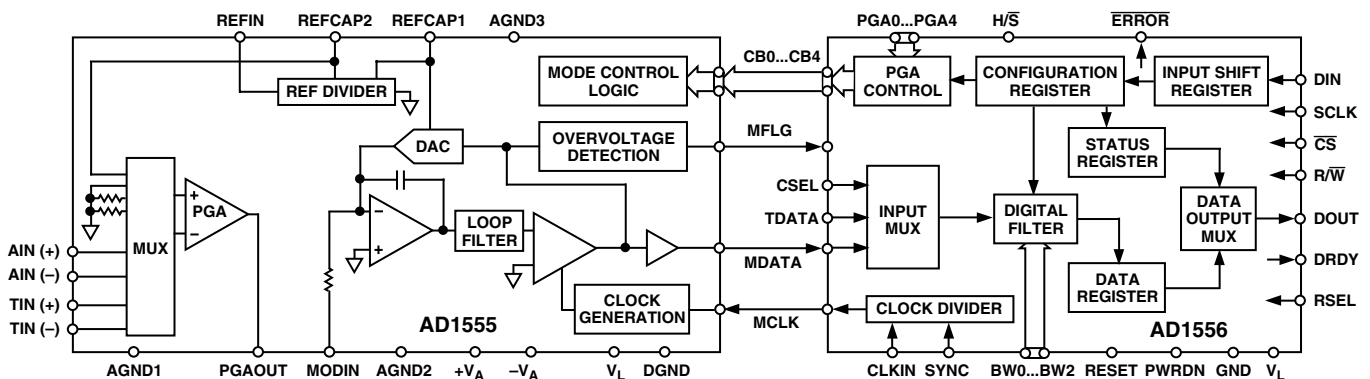 REFIN REFCAP2 REFCAP1 AGND3
PGA0...PGA4 H/S̅ E̅R̅R̅O̅R̅
REF DIVIDER
MODE CONTROL
LOGIC
CB0...CB4
PGA
CONTROL
CONFIGURATION
REGISTER
INPUT SHIFT
REGISTER
DIN
SCLK
C̅S̅
R/W̅
DOUT
DRDY
RSEL
DAC
OVERVOLTAGE
DETECTION
MFLG
STATUS
REGISTER
MUX
+
PGA
−
−
+
LOOP
FILTER
CSEL
TDATA
MDATA
INPUT
MUX
DIGITAL
FILTER
DATA
OUTPUT
MUX
DATA
REGISTER
AIN (+)
AIN (−)
TIN (+)
TIN (−)
CLOCK
GENERATION
MCLK
CLOCK DIVIDER
AD1555
AD1556
AGND1 PGAOUT MODIN AGND2 +VA −VA VL DGND
CLKIN SYNC BW0...BW2 RESET PWRDN GND VL